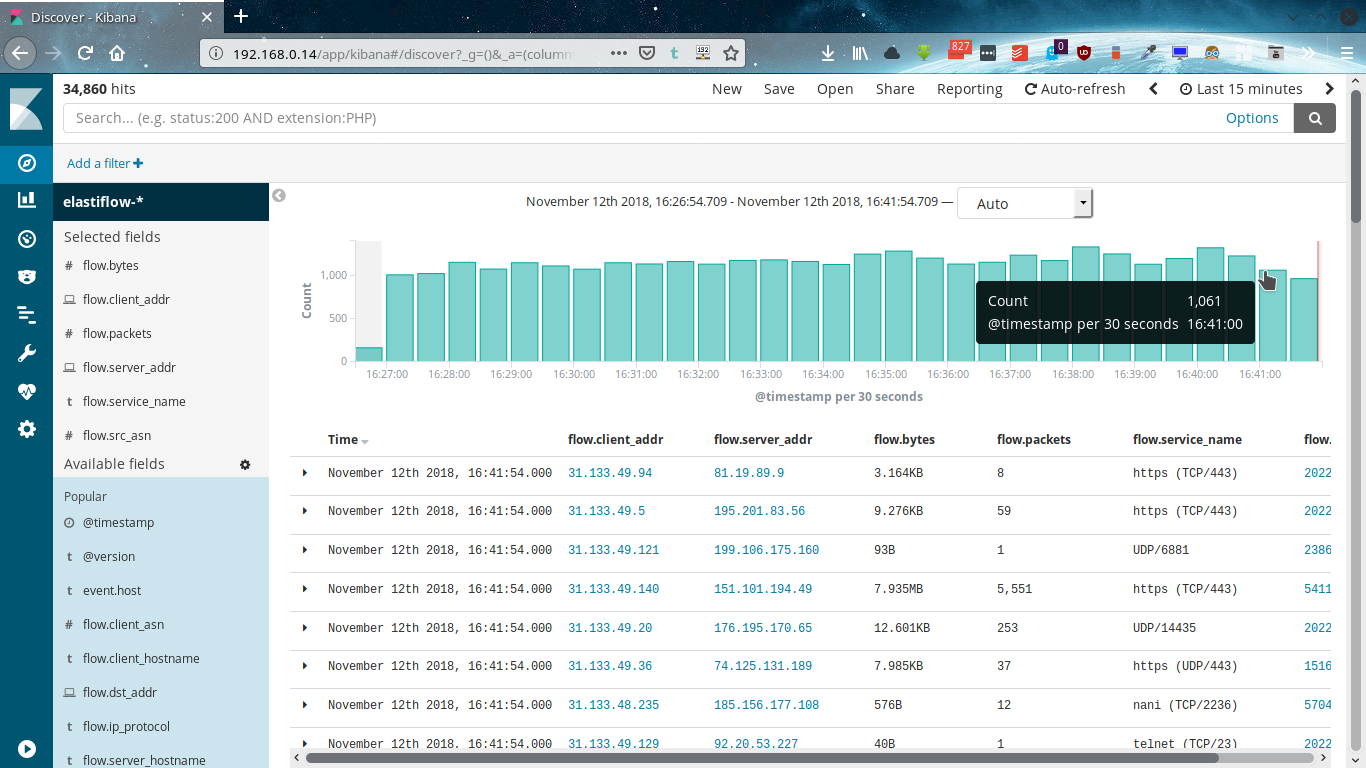 Discover - Kibana
192.168.0.14/app/kibana#/discover?_g=()&_a=(column
827
0
34,860 hits
New Save Open Share Reporting Auto-refresh Last 15 minutes
Search... (e.g. status:200 AND extension:PHP)
Options
Add a filter
elastiflow-*
Selected fields
# flow.bytes
flow.client_addr
# flow.packets
flow.server_addr
t flow.service_name
# flow.src_asn
Available fields
Popular
@timestamp
t @version
t event.host
# flow.client_asn
t flow.client_hostname
flow.dst_addr
t flow.ip_protocol
t flow.server_hostname
November 12th 2018, 16:26:54.709 - November 12th 2018, 16:41:54.709 —
Auto
Count
1,000
500
0
Count 1,061
@timestamp per 30 seconds 16:41:00
16:27:00 16:28:00 16:29:00 16:30:00 16:31:00 16:32:00 16:33:00 16:34:00 16:35:00 16:36:00 16:37:00 16:38:00 16:39:00 16:40:00 16:41:00
@timestamp per 30 seconds
Time flow.client_addr flow.server_addr flow.bytes flow.packets flow.service_name flow.
November 12th 2018, 16:41:54.000 31.133.49.94 81.19.89.9 3.164KB 8 https (TCP/443) 2022
November 12th 2018, 16:41:54.000 31.133.49.5 195.201.83.56 9.276KB 59 https (TCP/443) 2022
November 12th 2018, 16:41:54.000 31.133.49.121 199.106.175.160 93B 1 UDP/6881 2386
November 12th 2018, 16:41:54.000 31.133.49.140 151.101.194.49 7.935MB 5,551 https (TCP/443) 5411
November 12th 2018, 16:41:54.000 31.133.49.20 176.195.170.65 12.601KB 253 UDP/14435 2022
November 12th 2018, 16:41:54.000 31.133.49.36 74.125.131.189 7.985KB 37 https (UDP/443) 1516
November 12th 2018, 16:41:54.000 31.133.48.235 185.156.177.108 576B 12 nani (TCP/2236) 5704
November 12th 2018, 16:41:54.000 31.133.49.129 92.20.53.227 40B 1 telnet (TCP/23) 2022